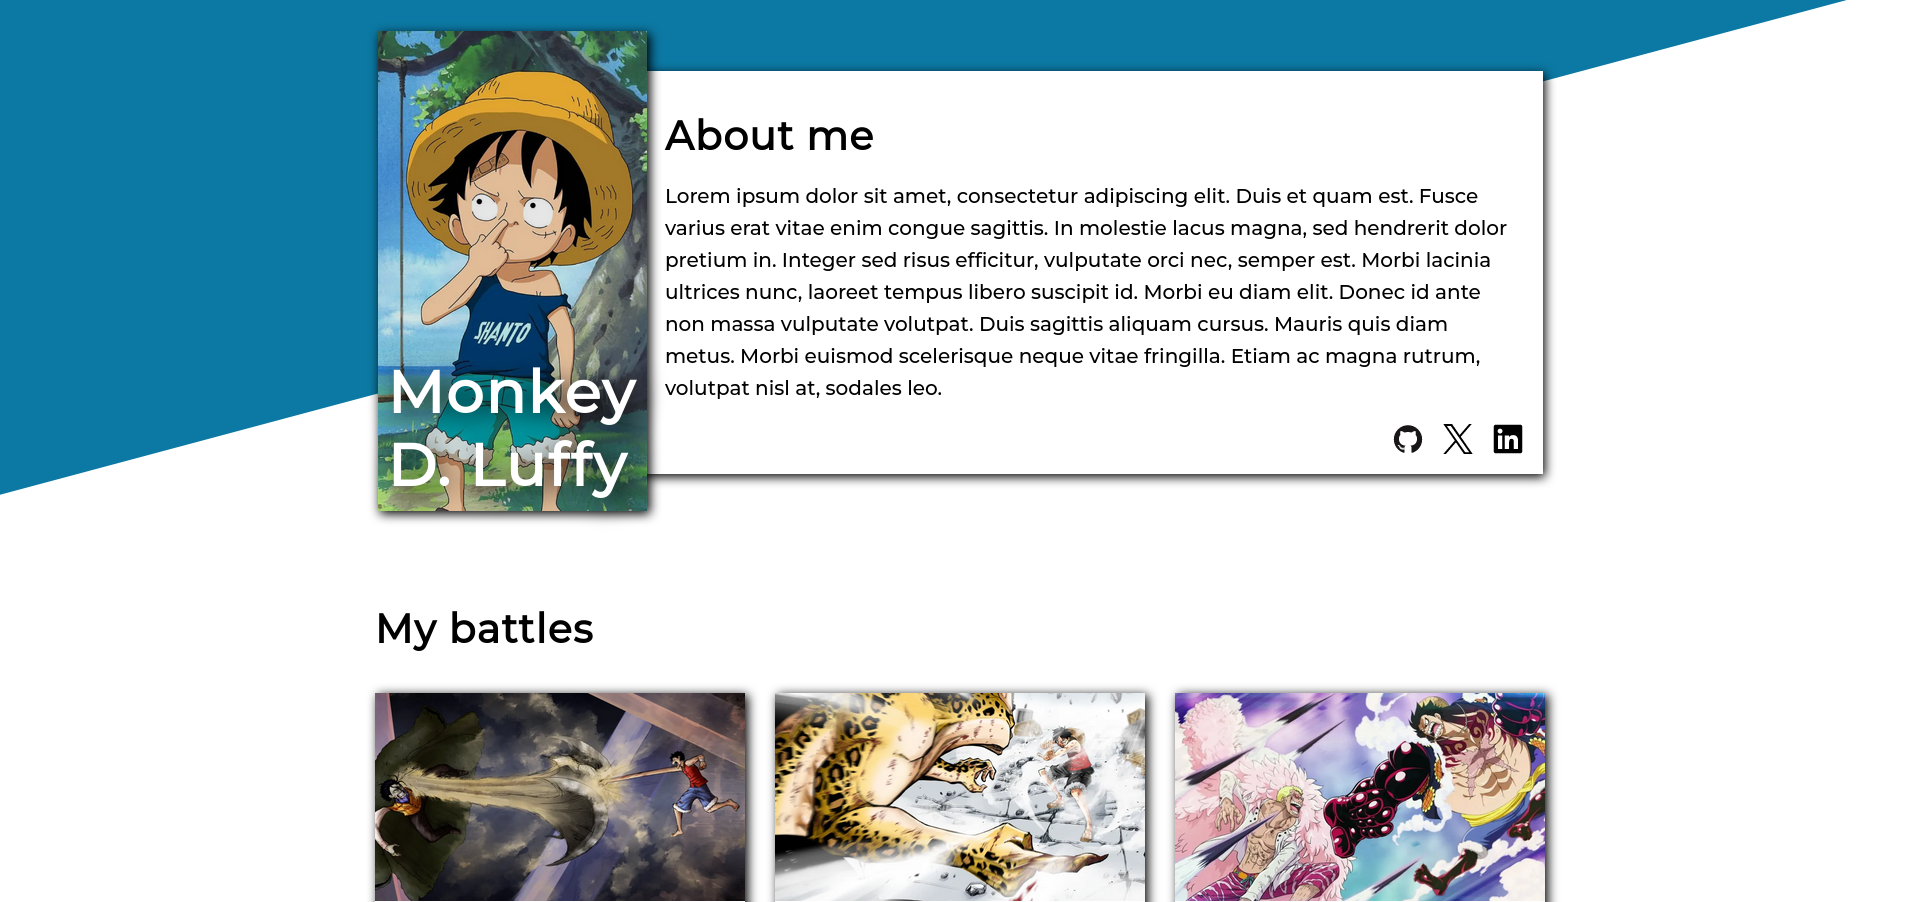 About me
Lorem ipsum dolor sit amet, consectetur adipiscing elit. Duis et quam est. Fusce
varius erat vitae enim congue sagittis. In molestie lacus magna, sed hendrerit dolor
pretium in. Integer sed risus efficitur, vulputate orci nec, semper est. Morbi lacinia
ultrices nunc, laoreet tempus libero suscipit id. Morbi eu diam elit. Donec id ante
non massa vulputate volutpat. Duis sagittis aliquam cursus. Mauris quis diam
metus. Morbi euismod scelerisque neque vitae fringilla. Etiam ac magna rutrum,
volutpat nisl at, sodales leo.
SHANTO
Monkey
D. Luffy
in
My battles